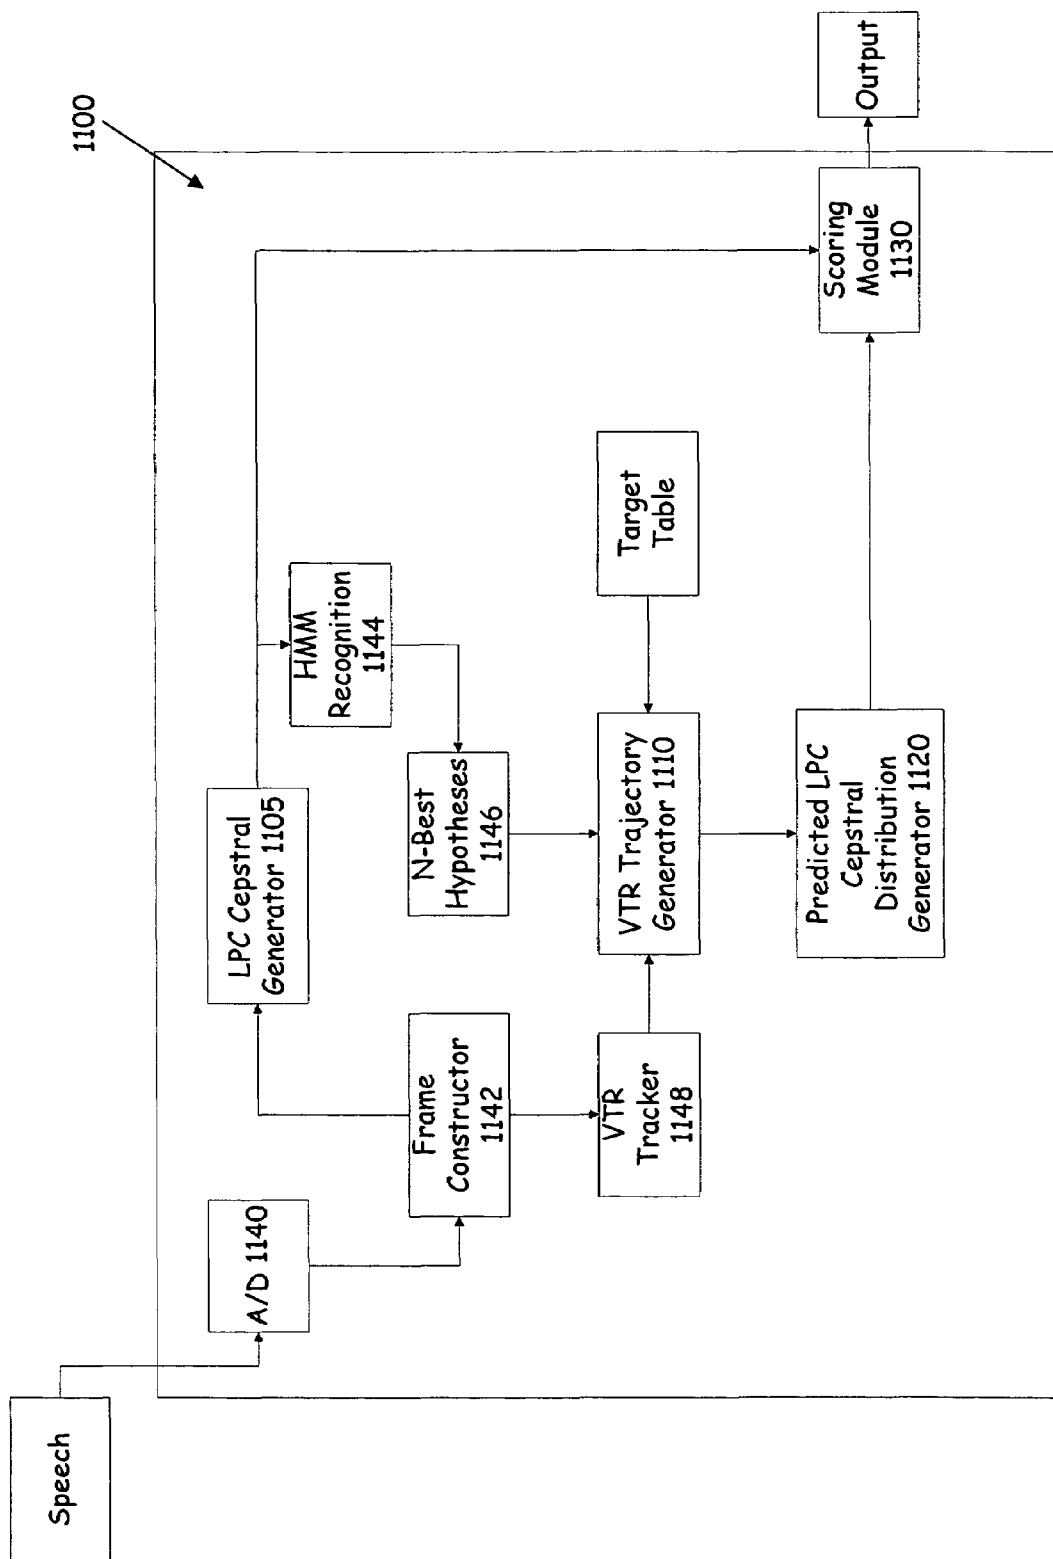 1100
Speech
A/D 1140
LPC Cepstral
Generator 1105
HMM
Recognition
1144
Frame
Constructor
1142
N-Best
Hypotheses
1146
VTR
Tracker
1148
VTR Trajectory
Generator 1110
Target
Table
Predicted LPC
Cepstral
Distribution
Generator 1120
Scoring
Module
1130
Output